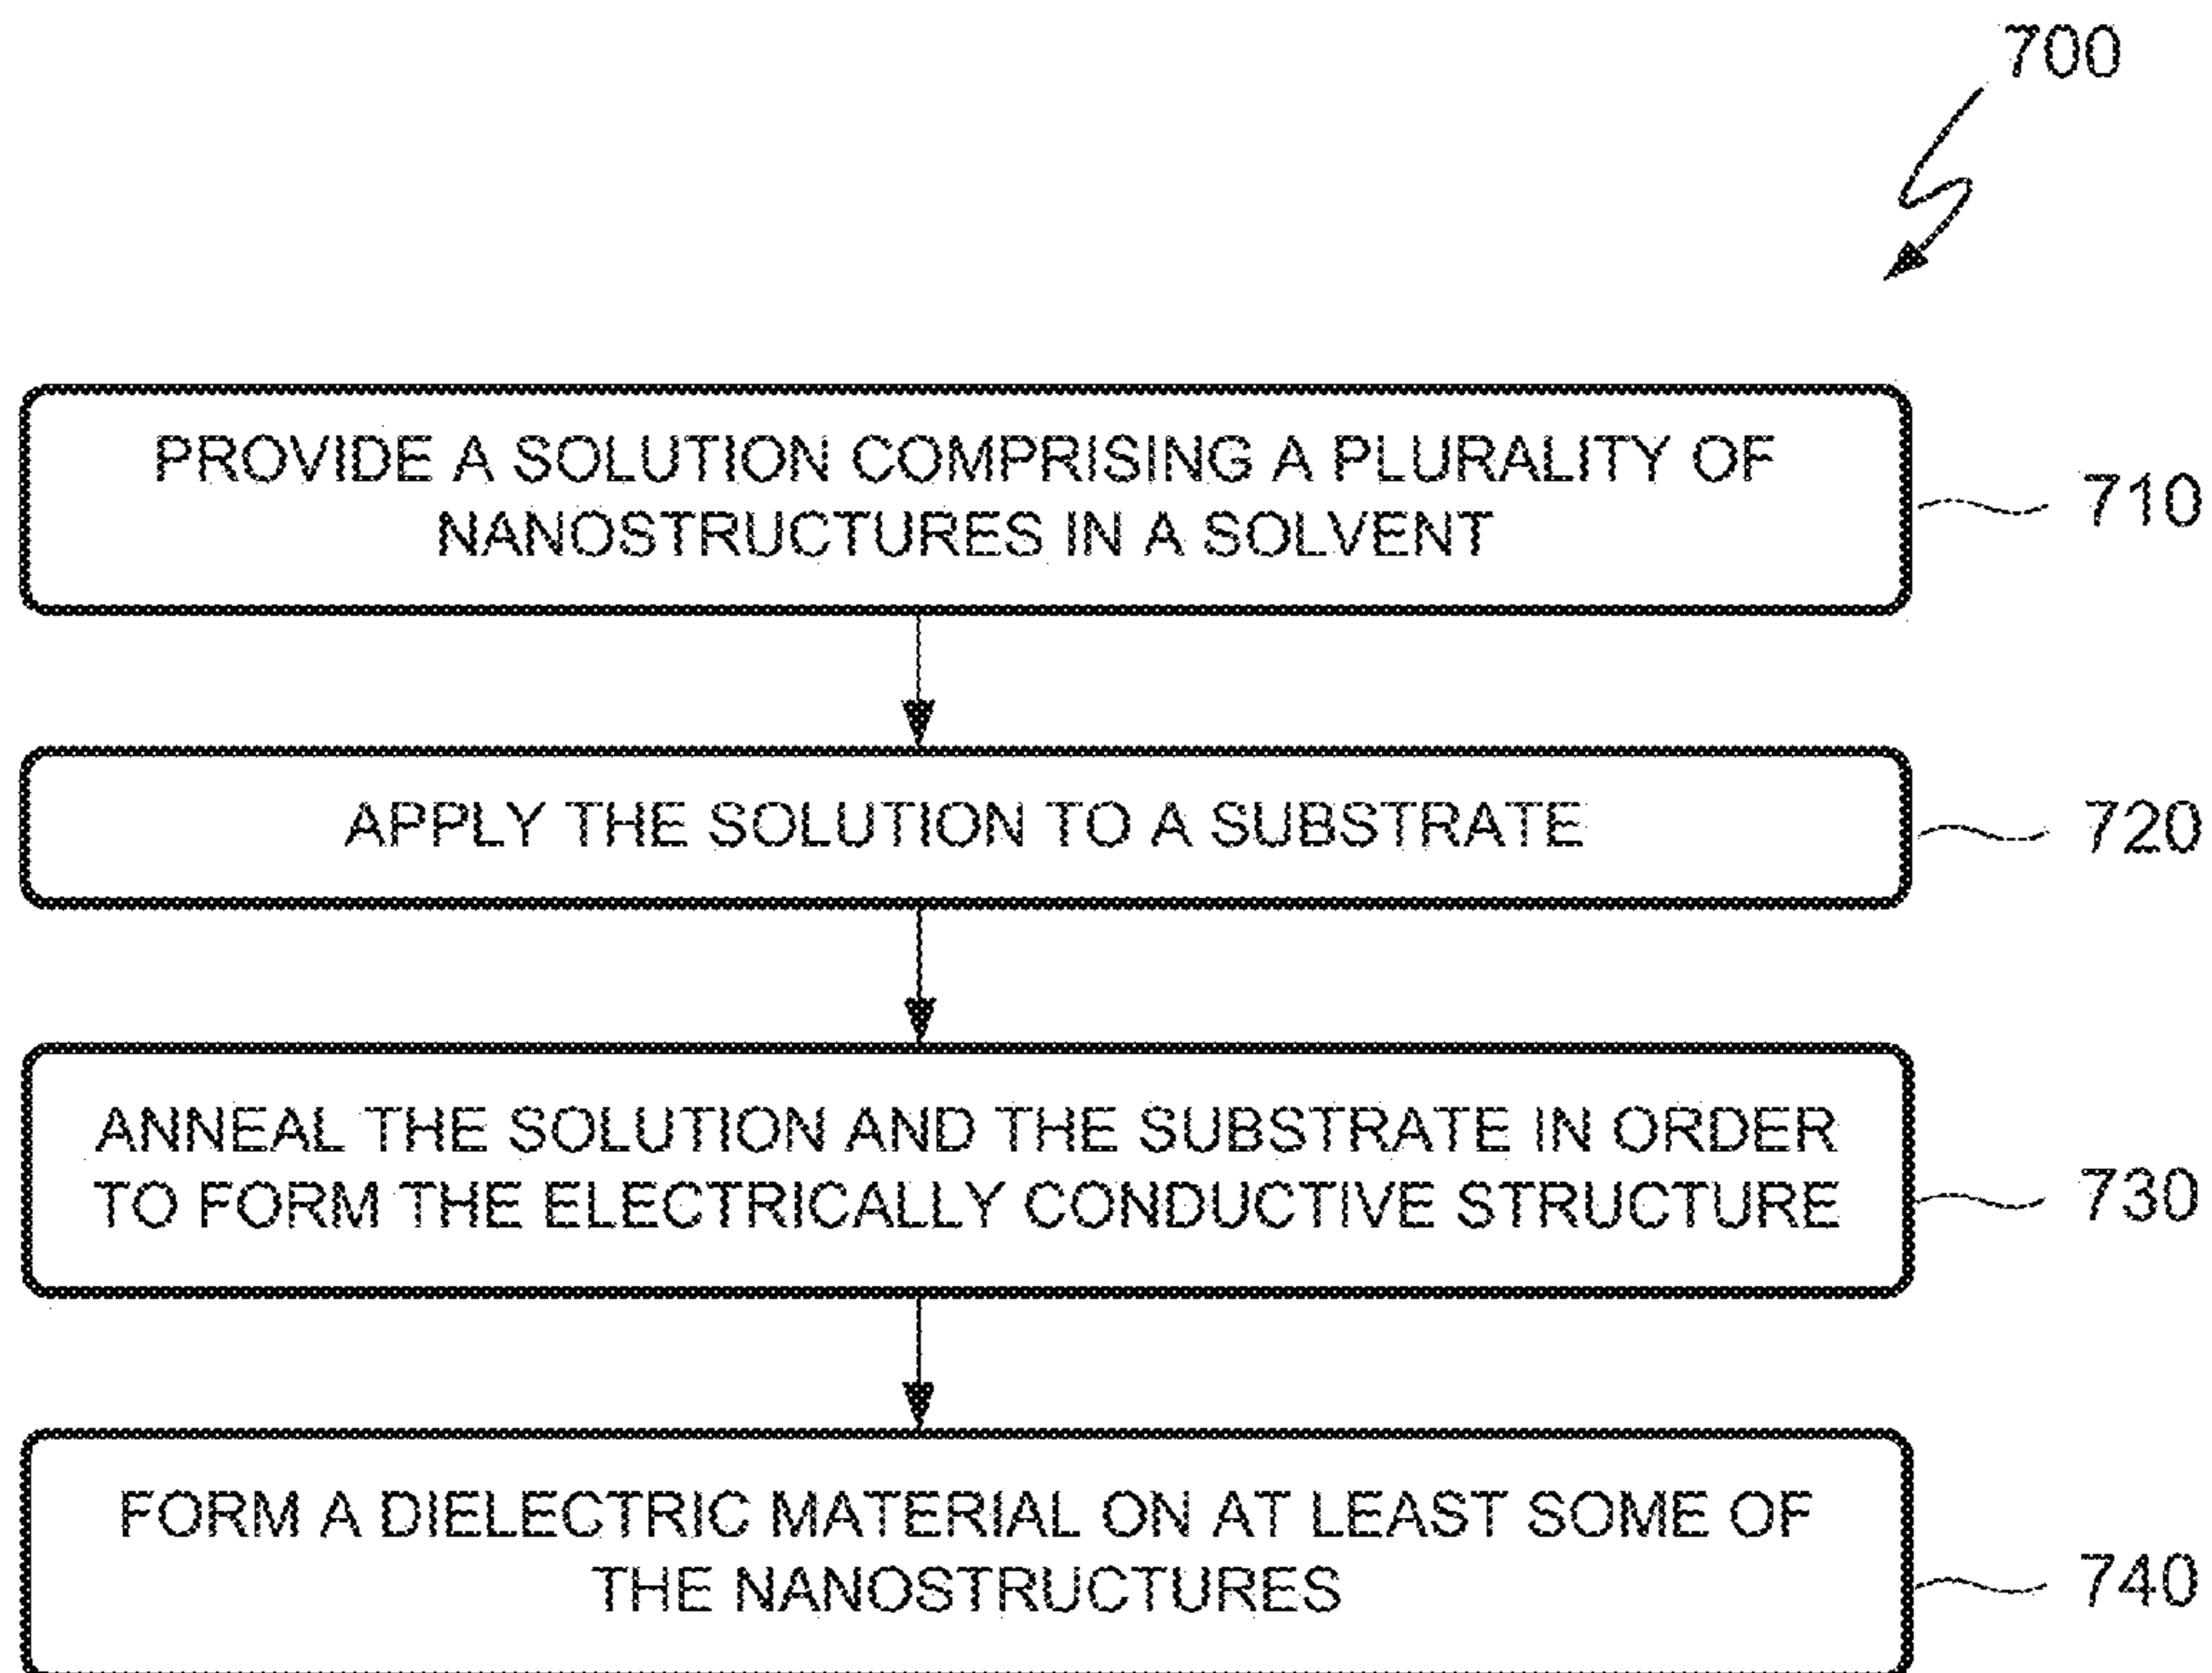 700
PROVIDE A SOLUTION COMPRISING A PLURALITY OF
NANOSTRUCTURES IN A SOLVENT
710
APPLY THE SOLUTION TO A SUBSTRATE
720
ANNEAL THE SOLUTION AND THE SUBSTRATE IN ORDER
TO FORM THE ELECTRICALLY CONDUCTIVE STRUCTURE
730
FORM A DIELECTRIC MATERIAL ON AT LEAST SOME OF
THE NANOSTRUCTURES
740